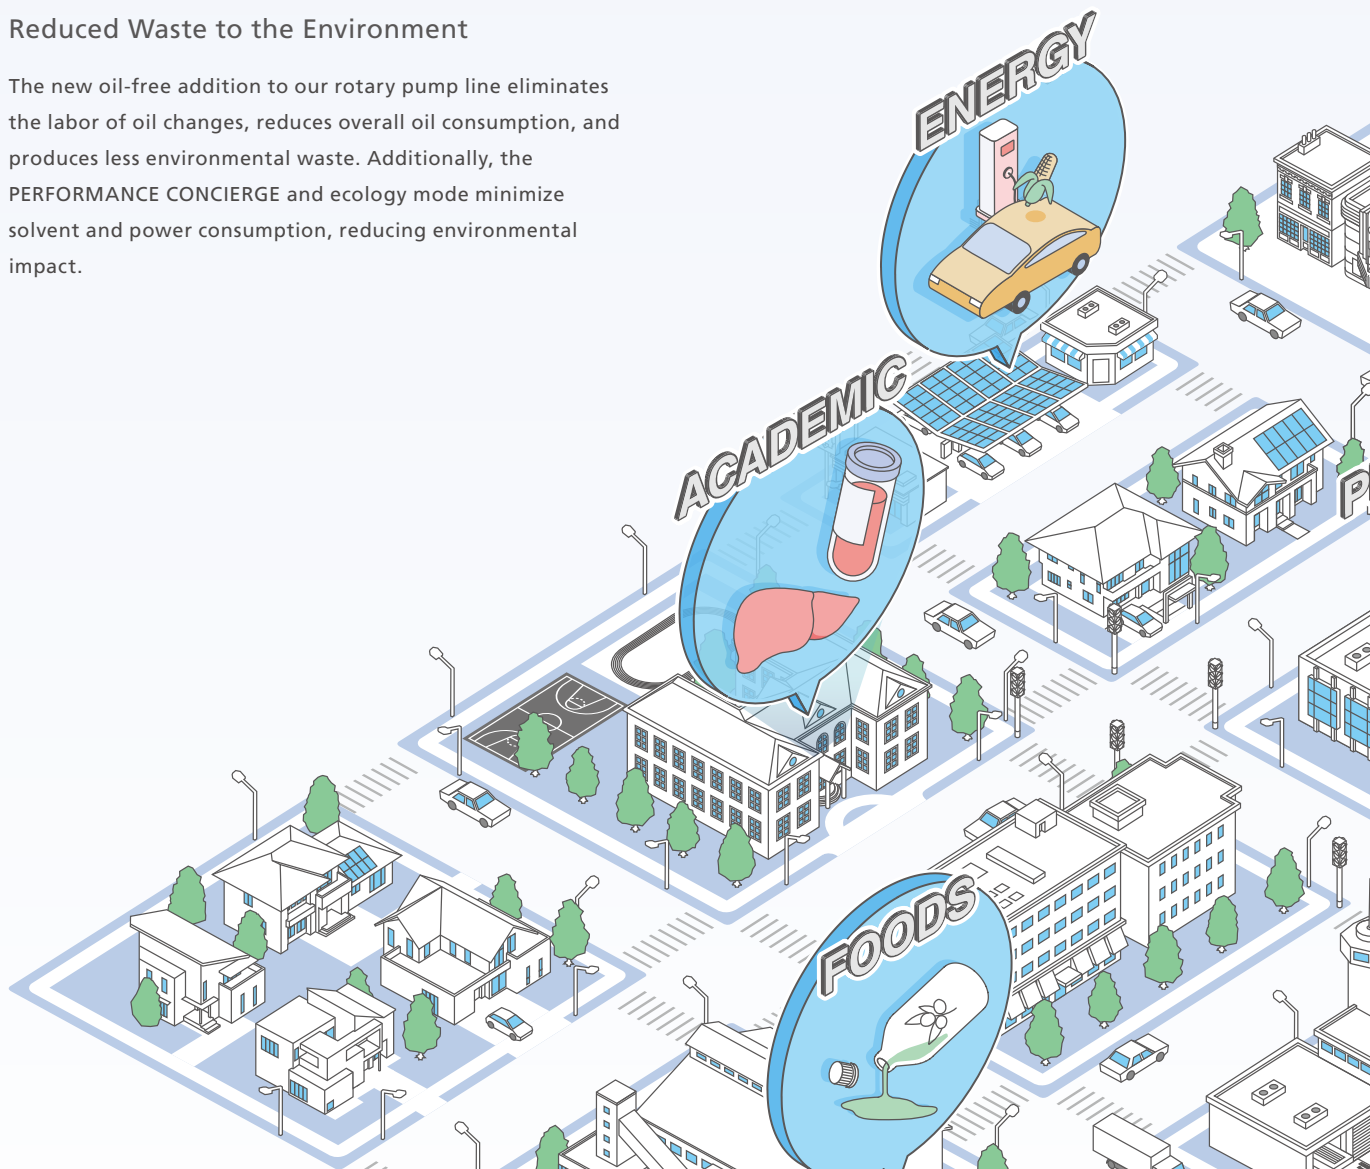 Reduced Waste to the Environment
The new oil-free addition to our rotary pump line eliminates
the labor of oil changes, reduces overall oil consumption, and
produces less environmental waste. Additionally, the
PERFORMANCE CONCIERGE and ecology mode minimize
solvent and power consumption, reducing environmental
impact.
ENERGY
ACADEMIC
P
FOODS